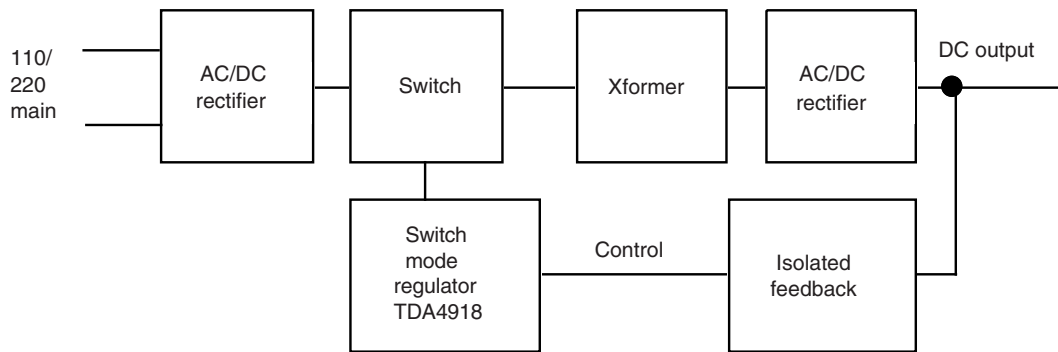 110/
220
main
AC/DC
rectifier
Switch
Xformer
AC/DC
rectifier
DC output
Switch
mode
regulator
TDA4918
Control
Isolated
feedback